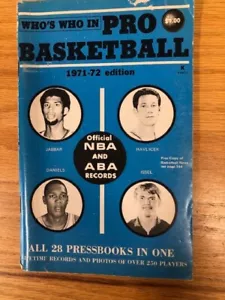 WHO'S WHO IN PRO
$2.00
BASKETBALL
1971-72 edition
JABBAR
HAVLICEK
Official
NBA
AND
ABA
RECORDS
DANIELS
ISSEL
ALL 28 PRESSBOOKS IN ONE
LIFETIME RECORDS AND PHOTOS OF OVER 250 PLAYERS